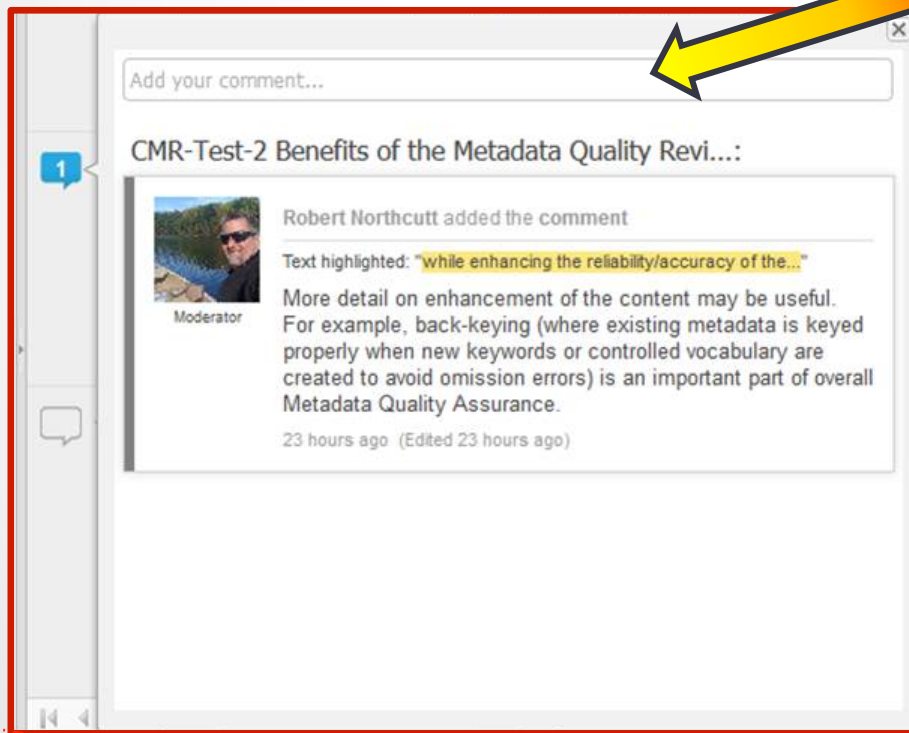 Add your comment...
CMR-Test-2 Benefits of the Metadata Quality Revi...:
1
Robert Northcutt added the comment
Text highlighted: "while enhancing the reliability/accuracy of the..."
Moderator
More detail on enhancement of the content may be useful.
For example, back-keying (where existing metadata is keyed
properly when new keywords or controlled vocabulary are
created to avoid omission errors) is an important part of overall
Metadata Quality Assurance.
23 hours ago (Edited 23 hours ago)